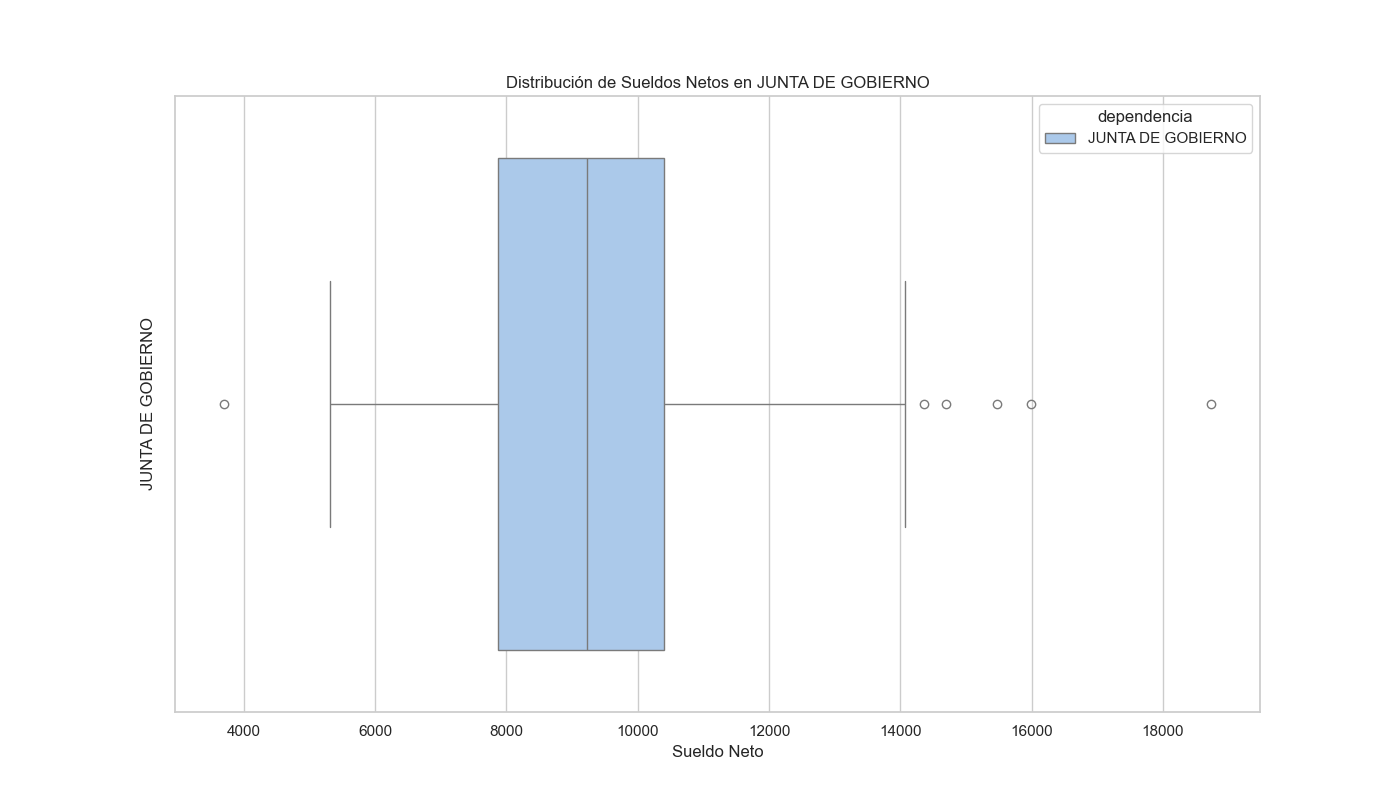 Distribución de Sueldos Netos en JUNTA DE GOBIERNO
dependencia
JUNTA DE GOBIERNO
JUNTA DE GOBIERNO
4000 6000 8000 10000 12000 14000 16000 18000
Sueldo Neto